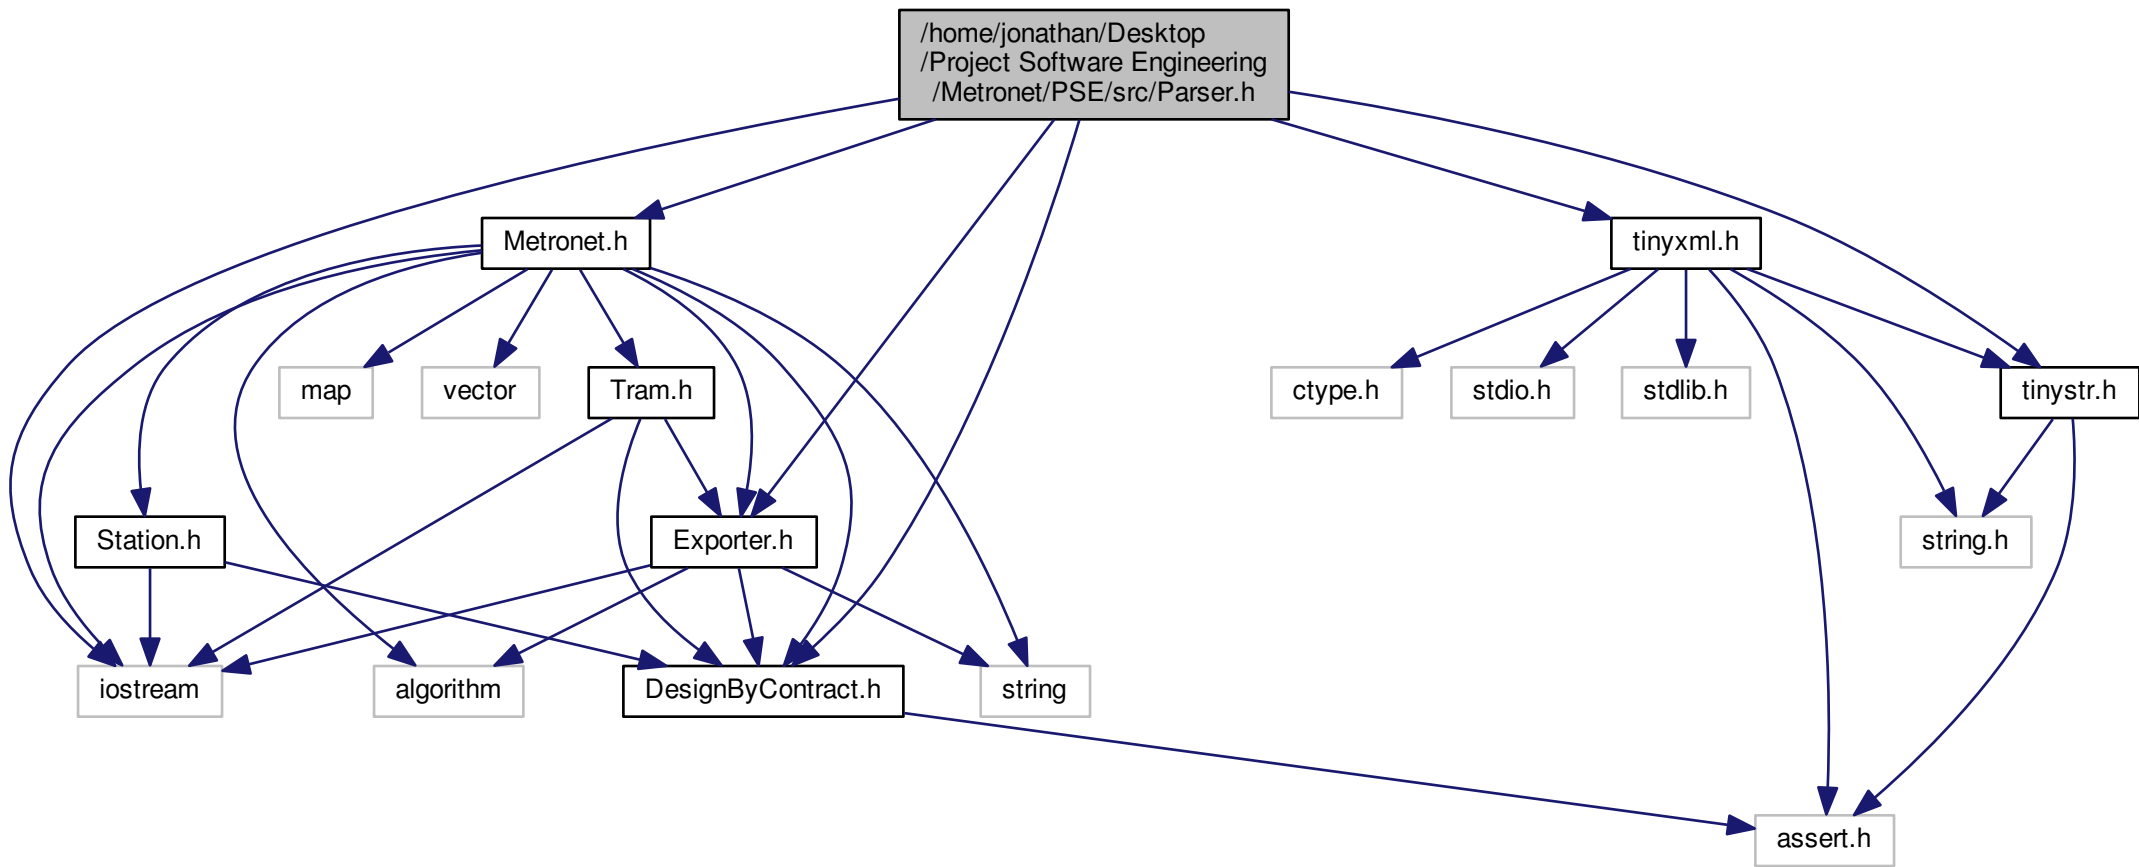 /home/jonathan/Desktop
/Project Software Engineering
/Metronet/PSE/src/Parser.h
Metronet.h
tinyxml.h
map
vector
Tram.h
ctype.h
stdio.h
stdlib.h
tinystr.h
Station.h
Exporter.h
string.h
iostream
algorithm
DesignByContract.h
string
assert.h